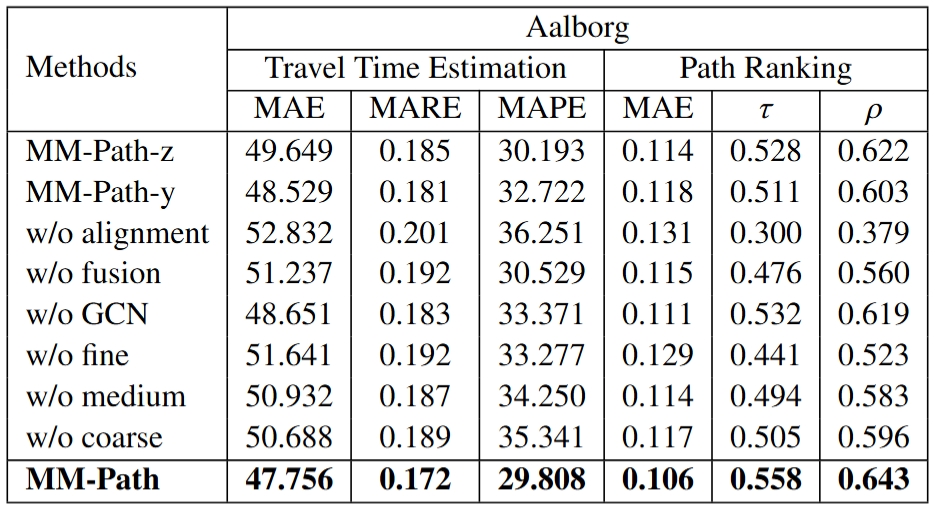 Methods Aalborg
Travel Time Estimation Path Ranking
MAE MARE MAPE MAE τ ρ
MM-Path-z 49.649 0.185 30.193 0.114 0.528 0.622
MM-Path-y 48.529 0.181 32.722 0.118 0.511 0.603
w/o alignment 52.832 0.201 36.251 0.131 0.300 0.379
w/o fusion 51.237 0.192 30.529 0.115 0.476 0.560
w/o GCN 48.651 0.183 33.371 0.111 0.532 0.619
w/o fine 51.641 0.192 33.277 0.129 0.441 0.523
w/o medium 50.932 0.187 34.250 0.114 0.494 0.583
w/o coarse 50.688 0.189 35.341 0.117 0.505 0.596
MM-Path 47.756 0.172 29.808 0.106 0.558 0.643